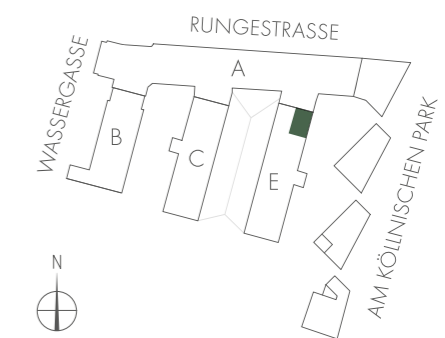 RUNGESTRASSE
WASSERGASSE
A
B
C
E
AM KÖLLNISCHEN PARK
N